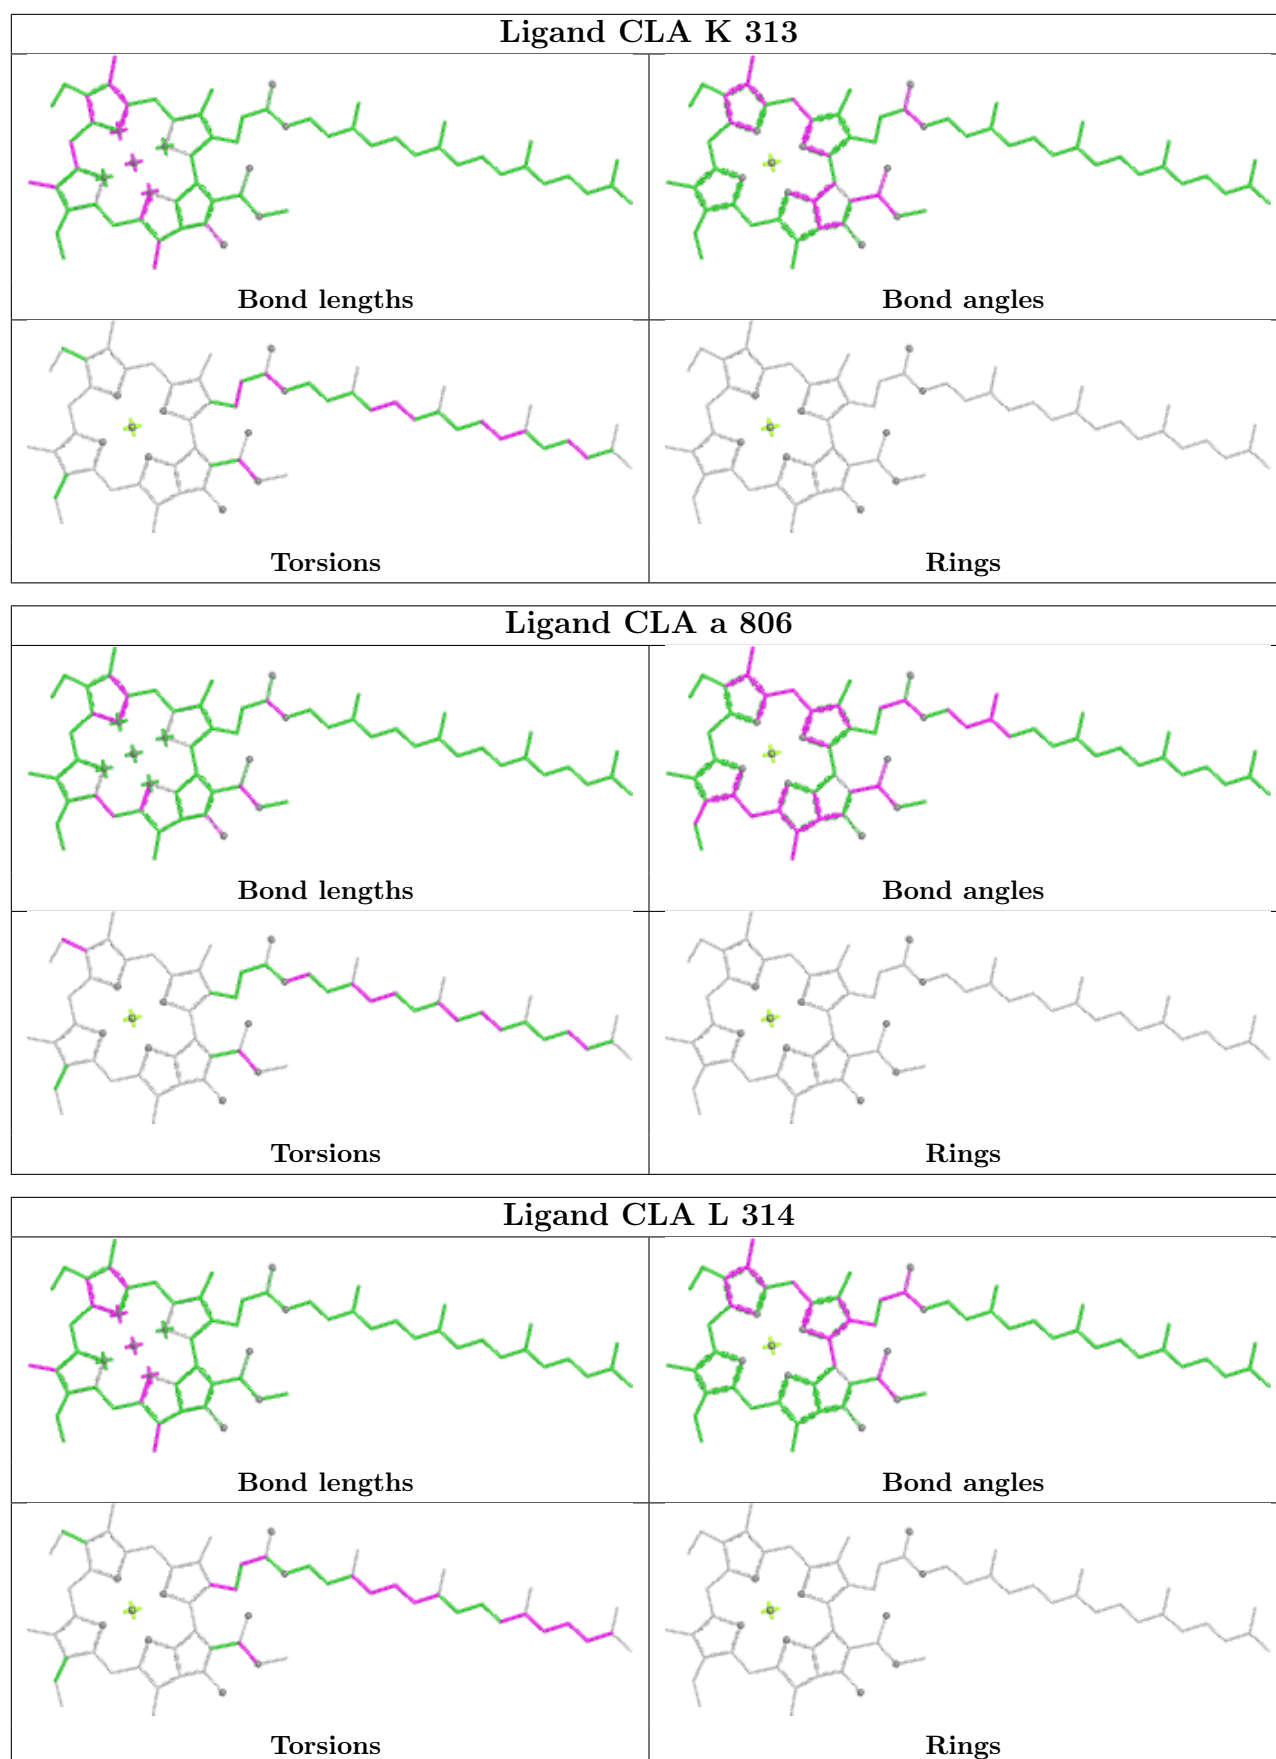 Ligand CLA K 313
Bond lengths
Bond angles
Torsions
Rings
Ligand CLA a 806
Bond lengths
Bond angles
Torsions
Rings
Ligand CLA L 314
Bond lengths
Bond angles
Torsions
Rings